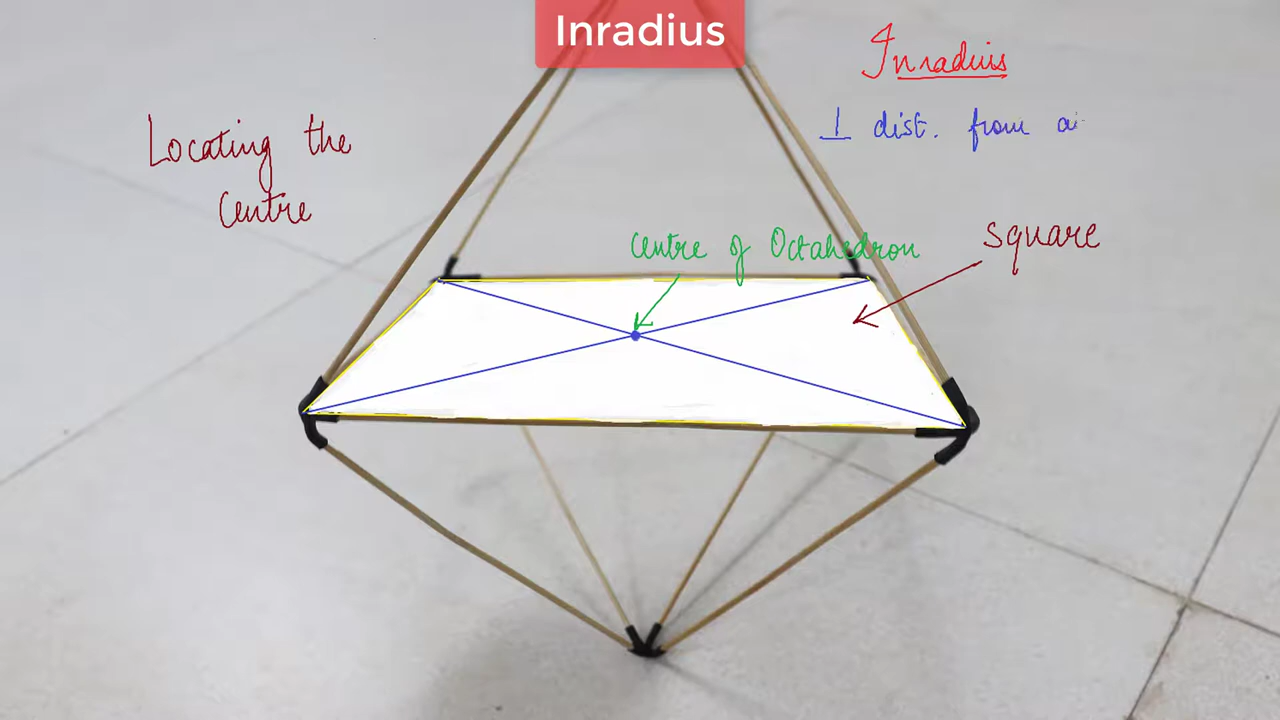 Inradius
Inradius
⊥ dist. from a
Locating the
Centre
Centre of Octahedron
square